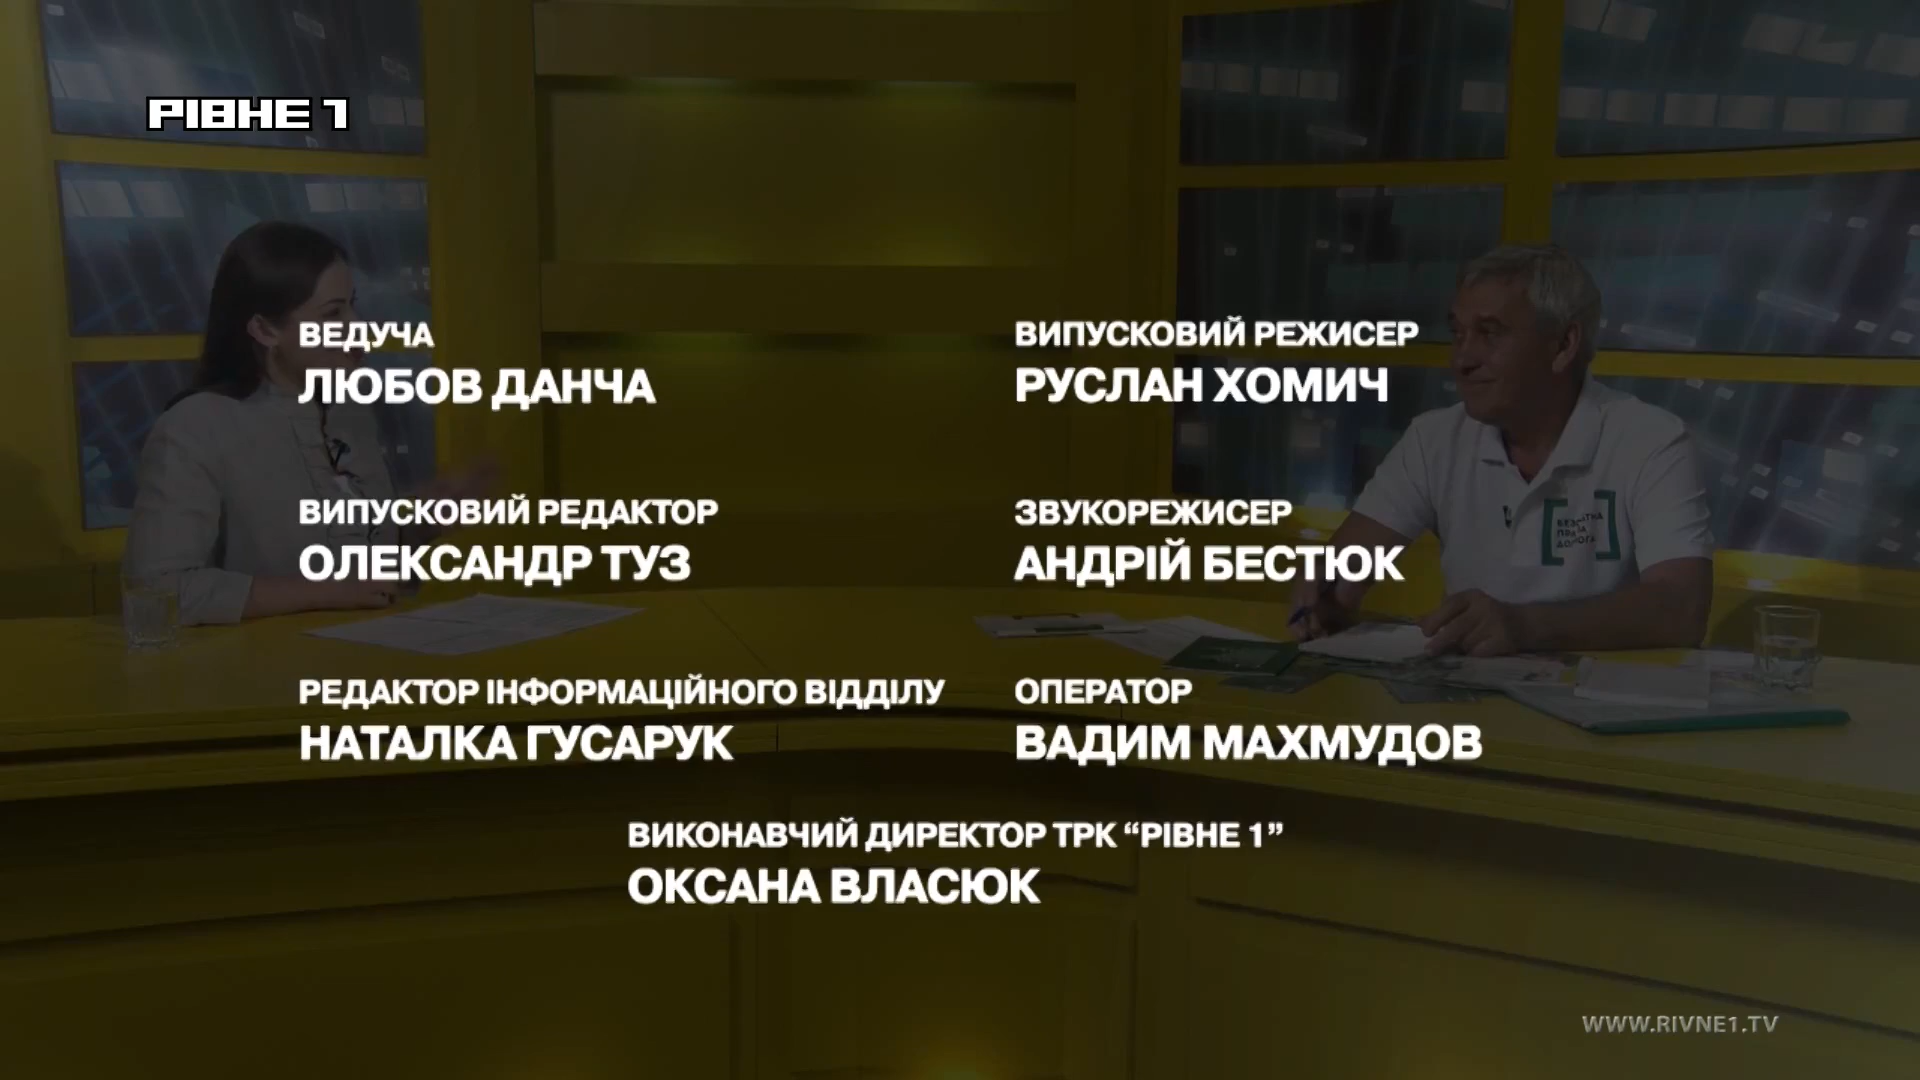 РІВНЕ 1
ВЕДУЧА
ЛЮБОВ ДАНЧА
ВИПУСКОВИЙ РЕЖИСЕР
РУСЛАН ХОМИЧ
ВИПУСКОВИЙ РЕДАКТОР
ОЛЕКСАНДР ТУЗ
ЗВУКОРЕЖИСЕР
АНДРІЙ БЕСТЮК
РЕДАКТОР ІНФОРМАЦІЙНОГО ВІДДІЛУ
НАТАЛКА ГУСАРУК
ОПЕРАТОР
ВАДИМ МАХМУДОВ
ВИКОНАВЧИЙ ДИРЕКТОР ТРК “РІВНЕ 1”
ОКСАНА ВЛАСЮК
WWW.RIVNE1.TV